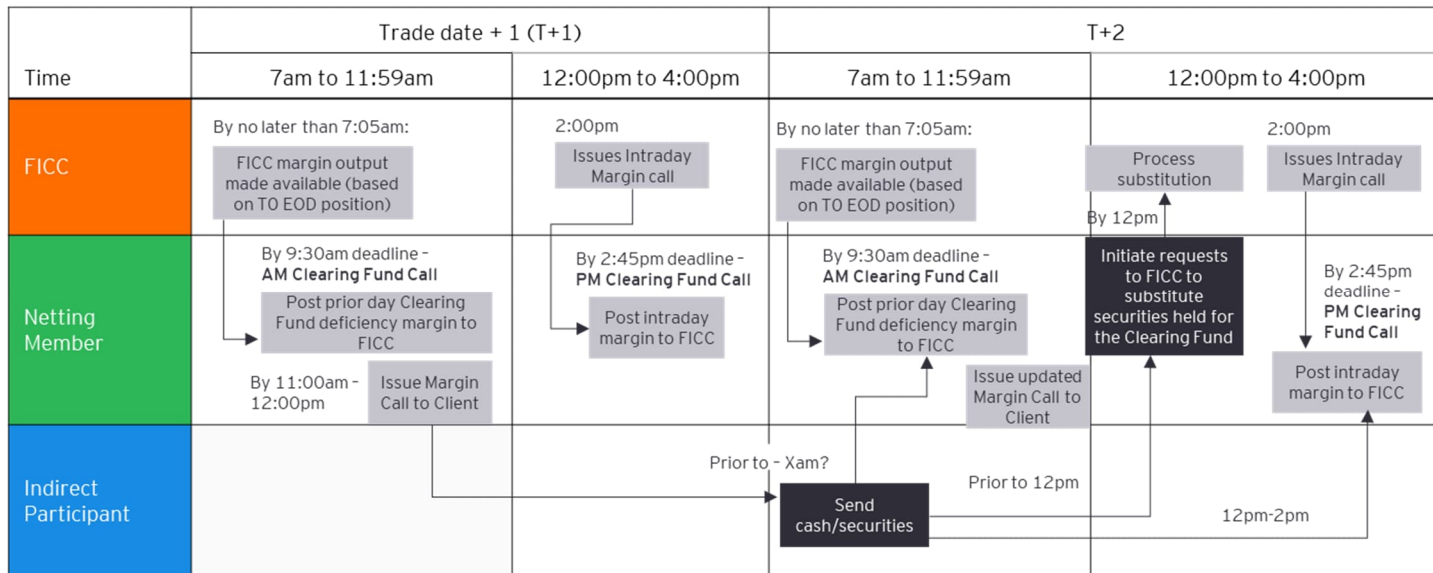 Trade date + 1 (T+1)
T+2
Time
7am to 11:59am
12:00pm to 4:00pm
7am to 11:59am
12:00pm to 4:00pm
FICC
By no later than 7:05am:
FICC margin output
made available (based
on T0 EOD position)
2:00pm
Issues Intraday
Margin call
By no later than 7:05am:
FICC margin output
made available (based
on T0 EOD position)
Process
substitution
By 12pm
2:00pm
Issues Intraday
Margin call
Netting
Member
By 9:30am deadline –
AM Clearing Fund Call
Post prior day Clearing
Fund deficiency margin to
FICC
By 11:00am –
12:00pm
Issue Margin
Call to Client
By 2:45pm deadline –
PM Clearing Fund Call
Post intraday
margin to FICC
By 9:30am deadline –
AM Clearing Fund Call
Post prior day Clearing
Fund deficiency margin
to FICC
Issue updated
Margin Call to
Client
Initiate requests
to FICC to
substitute
securities held for
the Clearing Fund
By 2:45pm
deadline –
PM Clearing
Fund Call
Post intraday
margin to FICC
Indirect
Participant
Prior to – Xam?
Send
cash/securities
Prior to 12pm
12pm-2pm